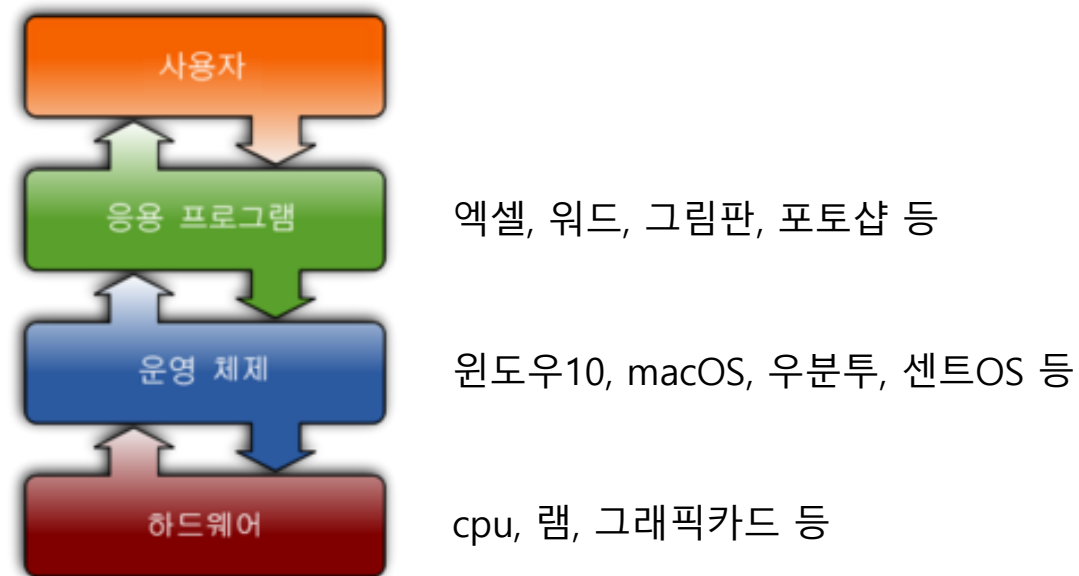 사용자
응용 프로그램
엑셀, 워드, 그림판, 포토샵 등
운영 체제
윈도우10, macOS, 우분투, 센트OS 등
하드웨어
cpu, 램, 그래픽카드 등